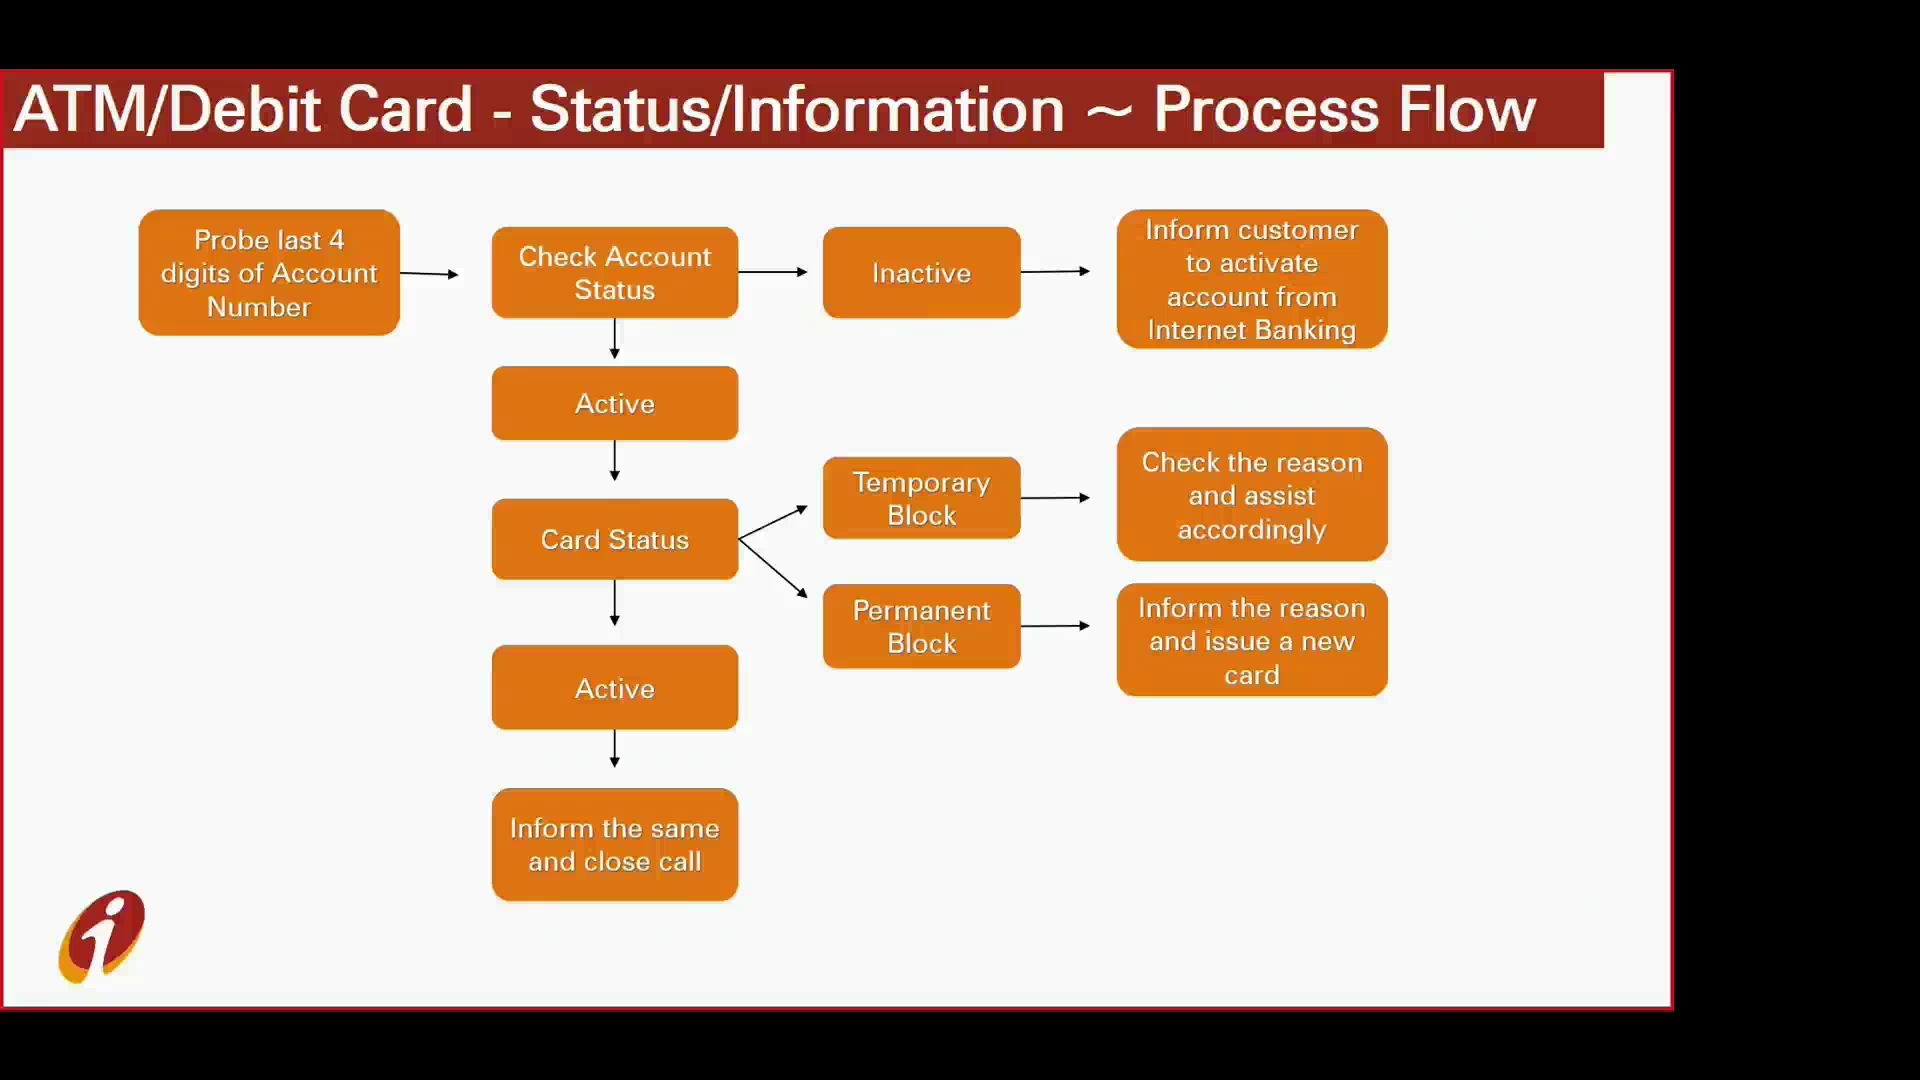 ATM/Debit Card - Status/Information ~ Process Flow
Probe last 4
digits of Account
Number
Check Account
Status
Inactive
Inform customer
to activate
account from
Internet Banking
Active
Card Status
Temporary
Block
Check the reason
and assist
accordingly
Permanent
Block
Inform the reason
and issue a new
card
Active
Inform the same
and close call